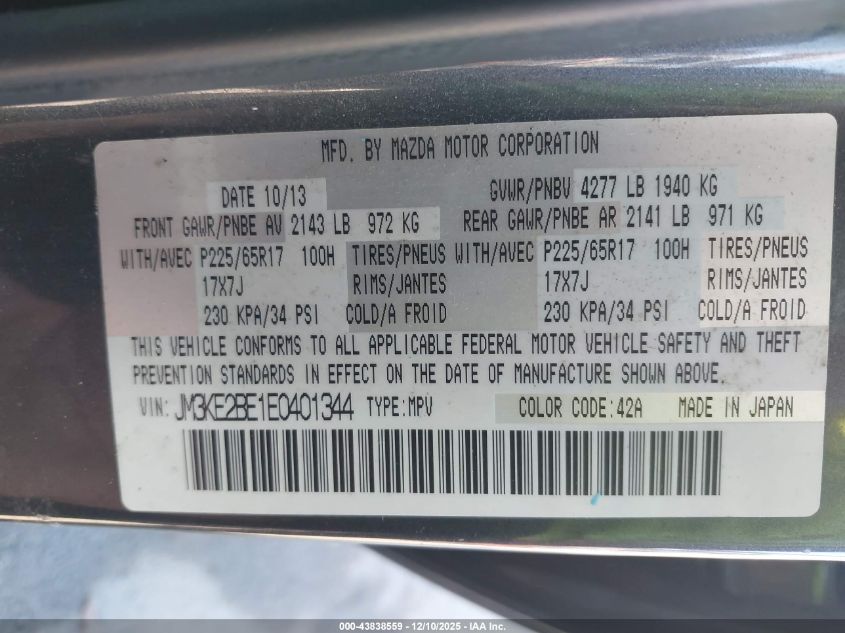 MFD. BY MAZDA MOTOR CORPORATION
DATE 10/13 GVWR/PNBV 4277 LB 1940 KG
FRONT GAWR/PNBE AV 2143 LB 972 KG REAR GAWR/PNBE AR 2141 LB 971 KG
WITH/AVEC P225/65R17 100H TIRES/PNEUS WITH/AVEC P225/65R17 100H TIRES/PNEUS
17X7J RIMS/JANTES 17X7J RIMS/JANTES
230 KPA/34 PSI COLD/A FROID 230 KPA/34 PSI COLD/A FROID
THIS VEHICLE CONFORMS TO ALL APPLICABLE FEDERAL MOTOR VEHICLE SAFETY AND THEFT
PREVENTION STANDARDS IN EFFECT ON THE DATE OF MANUFACTURE SHOWN ABOVE.
VIN: JM3KE2BE1E0401344 TYPE:MPV COLOR CODE:42A MADE IN JAPAN
000-43838559 - 12/10/2025 - IAA Inc.